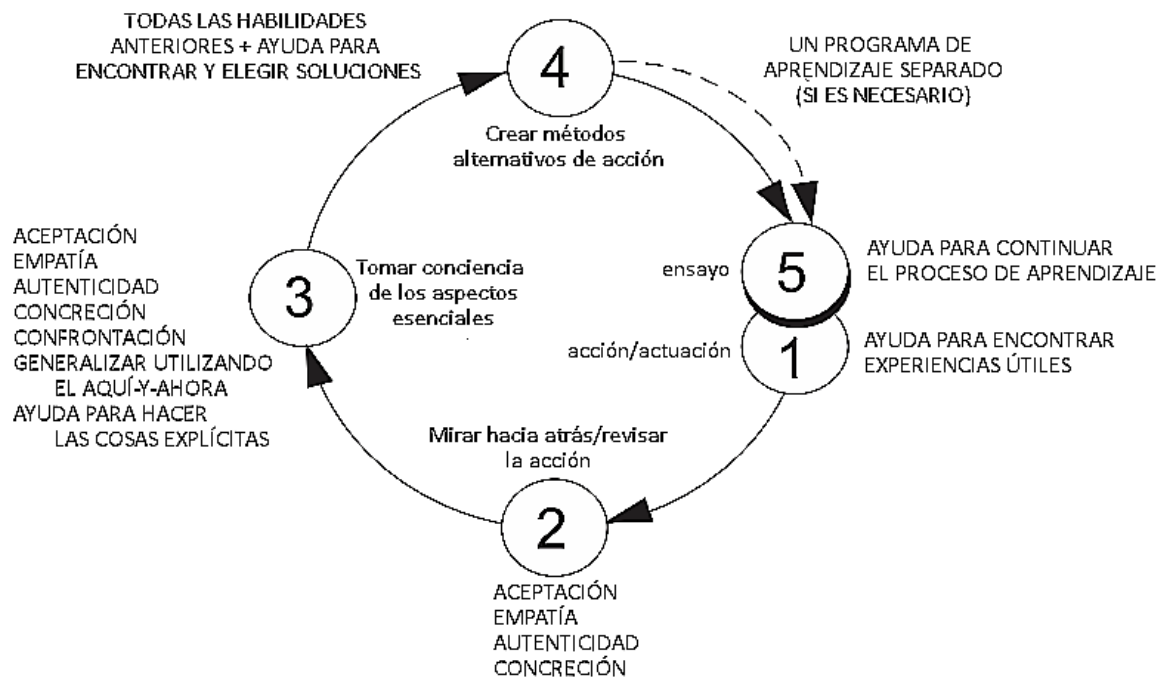 TODAS LAS HABILIDADES
ANTERIORES + AYUDA PARA
ENCONTRAR Y ELEGIR SOLUCIONES
4
Crear métodos
alternativos de acción
UN PROGRAMA DE
APRENDIZAJE SEPARADO
(SI ES NECESARIO)
ACEPTACIÓN
EMPATÍA
AUTENTICIDAD
CONCRECIÓN
CONFRONTACIÓN
GENERALIZAR UTILIZANDO
EL AQUÍ-Y-AHORA
AYUDA PARA HACER
LAS COSAS EXPLÍCITAS
3
Tomar conciencia
de los aspectos
esenciales
ensayo
5
AYUDA PARA CONTINUAR
EL PROCESO DE APRENDIZAJE
acción/actuación
1
AYUDA PARA ENCONTRAR
EXPERIENCIAS ÚTILES
Mirar hacia atrás/revisar
la acción
2
ACEPTACIÓN
EMPATÍA
AUTENTICIDAD
CONCRECIÓN